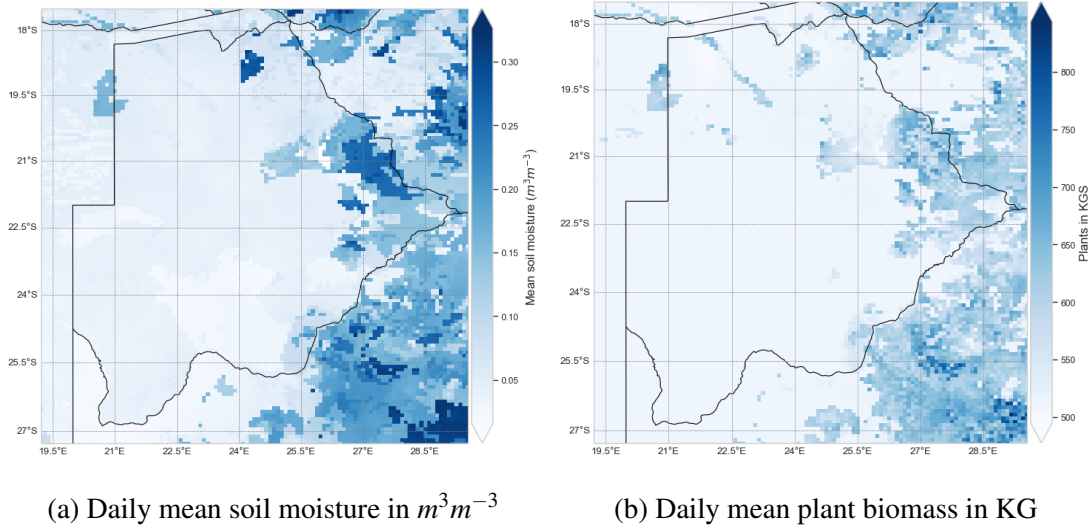 18°S
19.5°S
21°S
22.5°S
24°S
25.5°S
27°S
19.5°E 21°E 22.5°E 24°E 25.5°E 27°E 28.5°E
0.30
0.25
0.20
0.15
0.10
0.05
Mean soil moisture (m³m⁻³)
18°S
19.5°S
21°S
22.5°S
24°S
25.5°S
27°S
19.5°E 21°E 22.5°E 24°E 25.5°E 27°E 28.5°E
800
750
700
650
600
550
500
Plants in KGS
(a) Daily mean soil moisture in m³m⁻³
(b) Daily mean plant biomass in KG